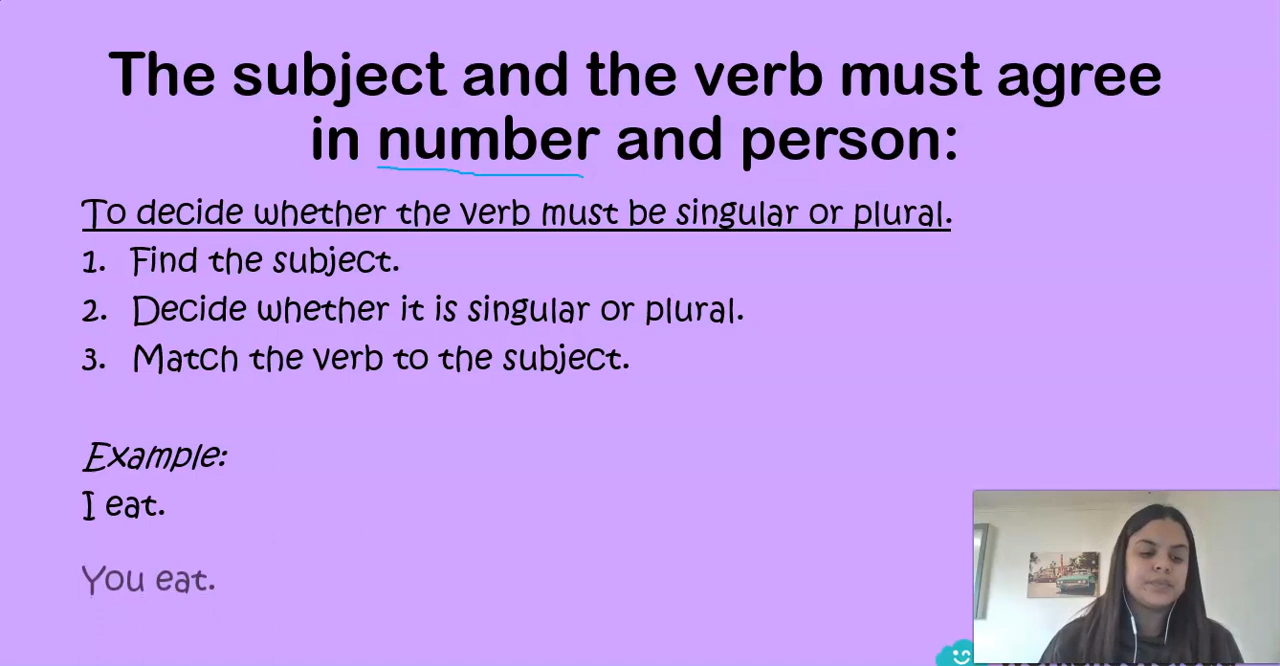 The subject and the verb must agree
in number and person:
To decide whether the verb must be singular or plural.
1. Find the subject.
2. Decide whether it is singular or plural.
3. Match the verb to the subject.
Example:
I eat.
You eat.